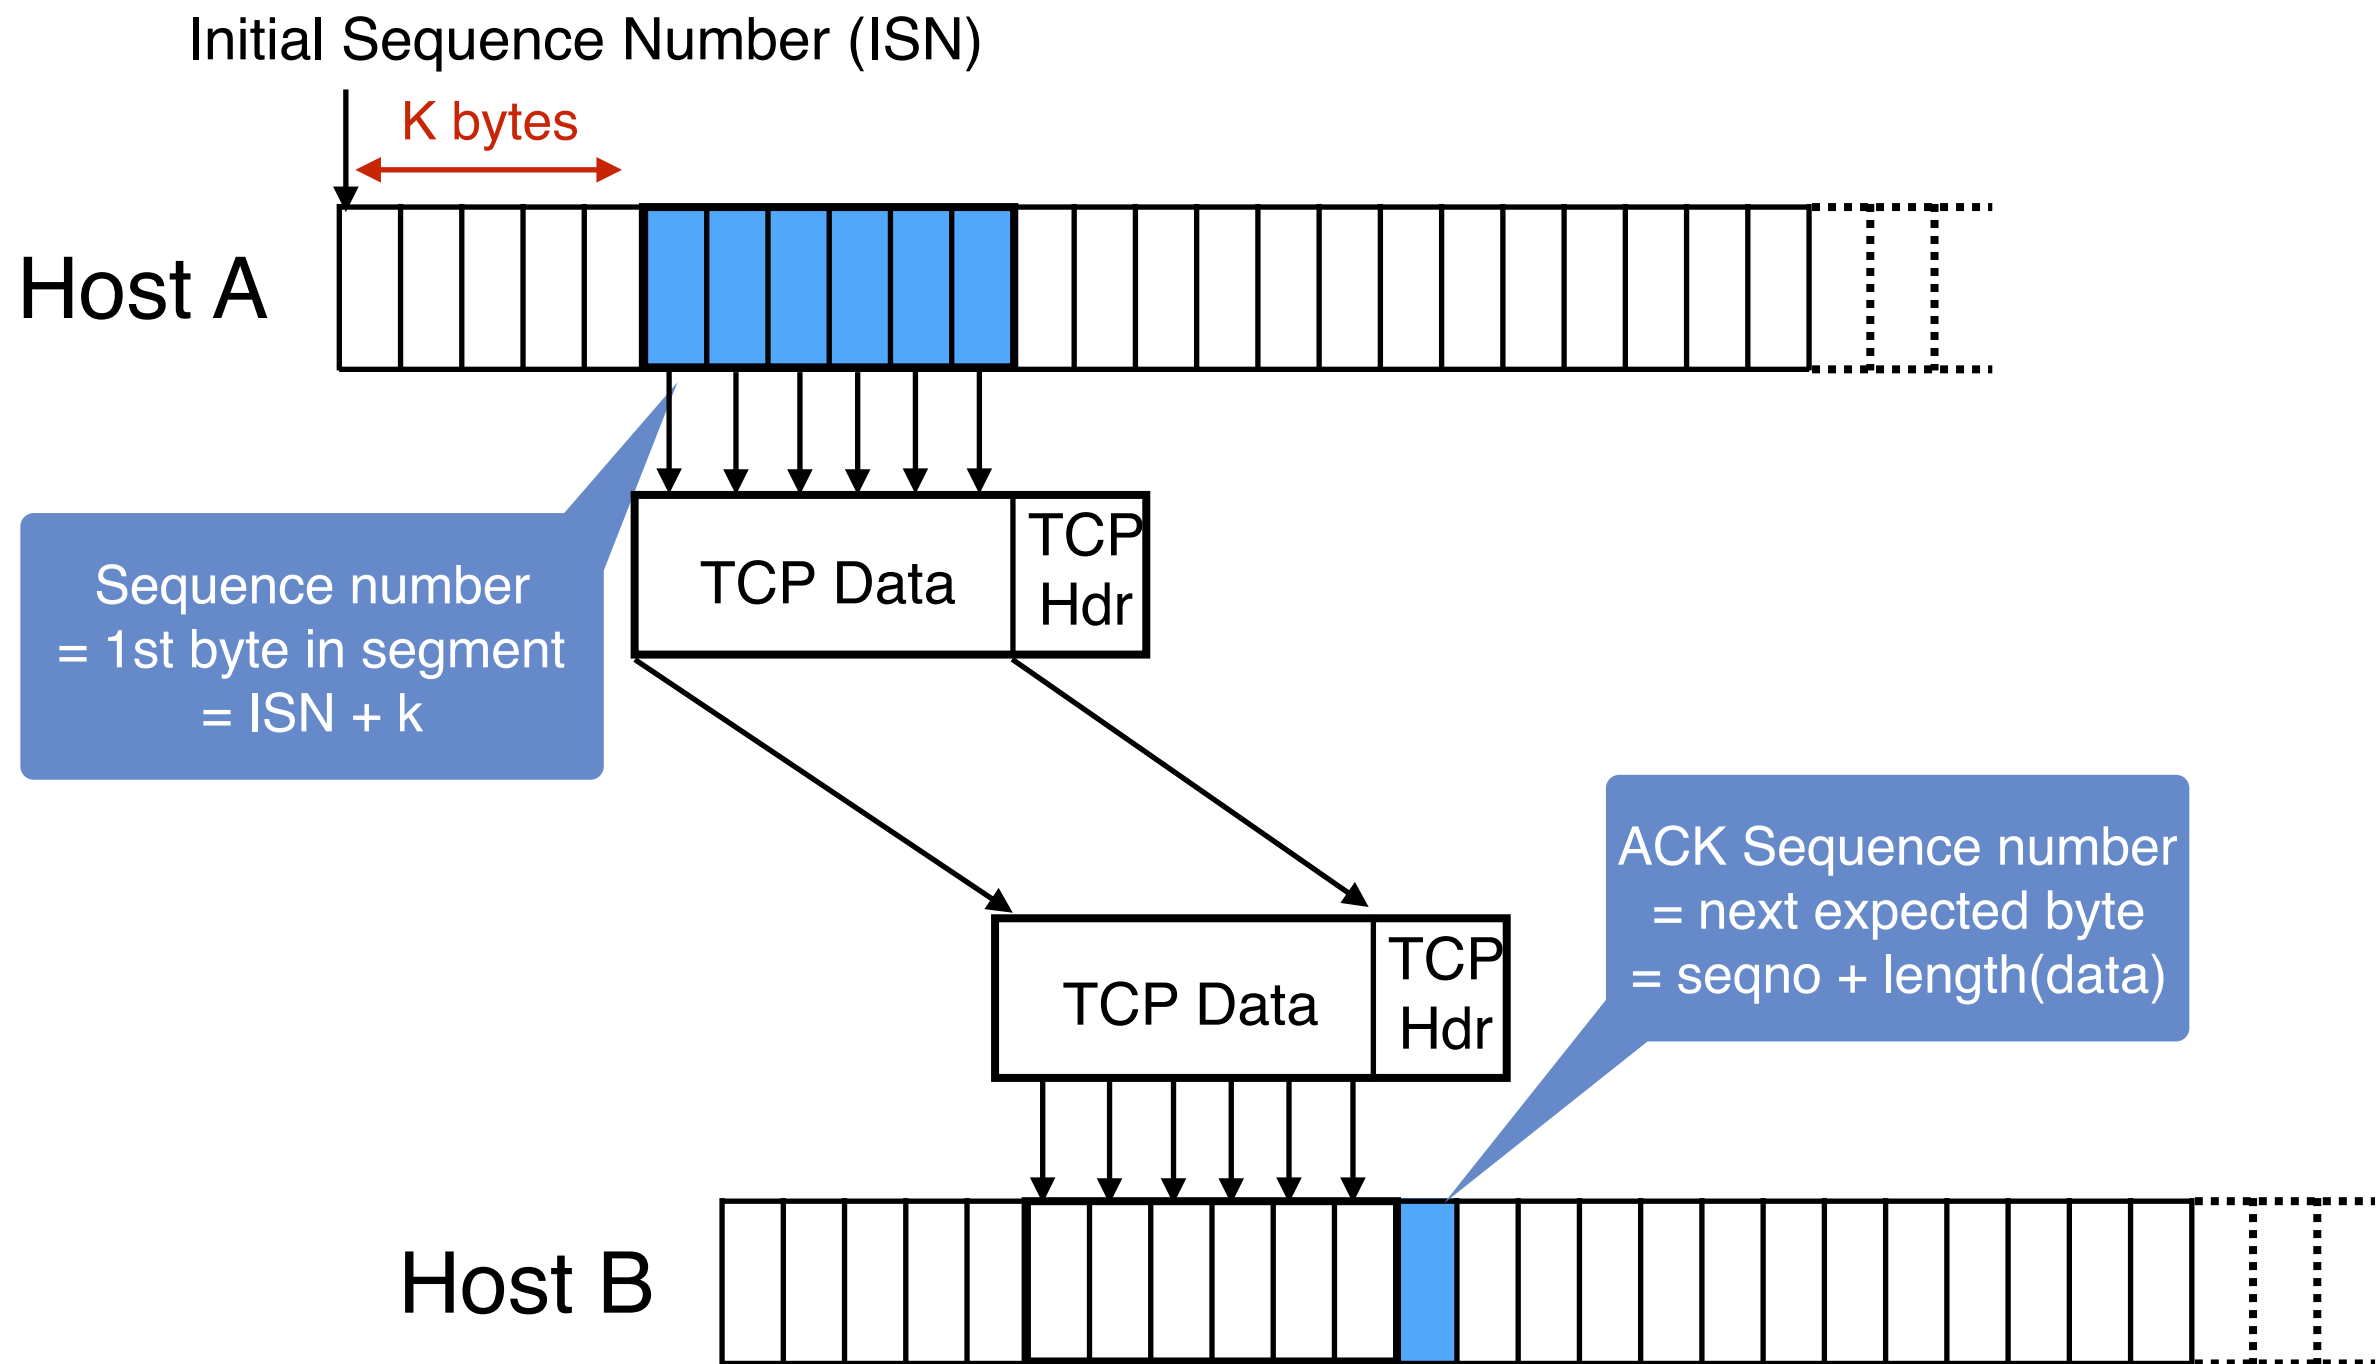 Initial Sequence Number (ISN)
K bytes
Host A
Sequence number
= 1st byte in segment
= ISN + k
TCP Data
TCP
Hdr
ACK Sequence number
= next expected byte
= seqno + length(data)
TCP Data
TCP
Hdr
Host B